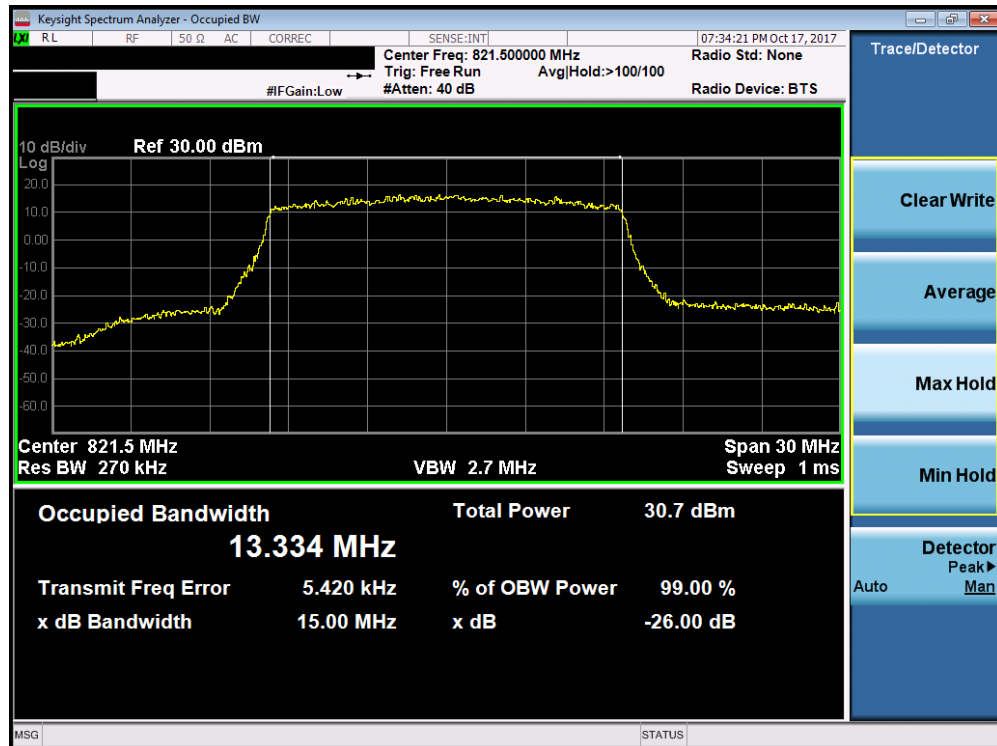 Keysight Spectrum Analyzer - Occupied BW
LXI RL RF 50 Ω AC CORREC SENSE:INT 07:34:21 PM Oct 17, 2017
Center Freq: 821.500000 MHz Radio Std: None
Trig: Free Run Avg|Hold:>100/100
#IFGain:Low #Atten: 40 dB Radio Device: BTS
10 dB/div Ref 30.00 dBm
Log
20.0
10.0
0.00
-10.0
-20.0
-30.0
-40.0
-50.0
-60.0
Center 821.5 MHz Span 30 MHz
Res BW 270 kHz VBW 2.7 MHz Sweep 1 ms
Occupied Bandwidth Total Power 30.7 dBm
13.334 MHz
Transmit Freq Error 5.420 kHz % of OBW Power 99.00 %
x dB Bandwidth 15.00 MHz x dB -26.00 dB
MSG STATUS
Trace/Detector
Clear Write
Average
Max Hold
Min Hold
Detector
Peak▶
Auto Man